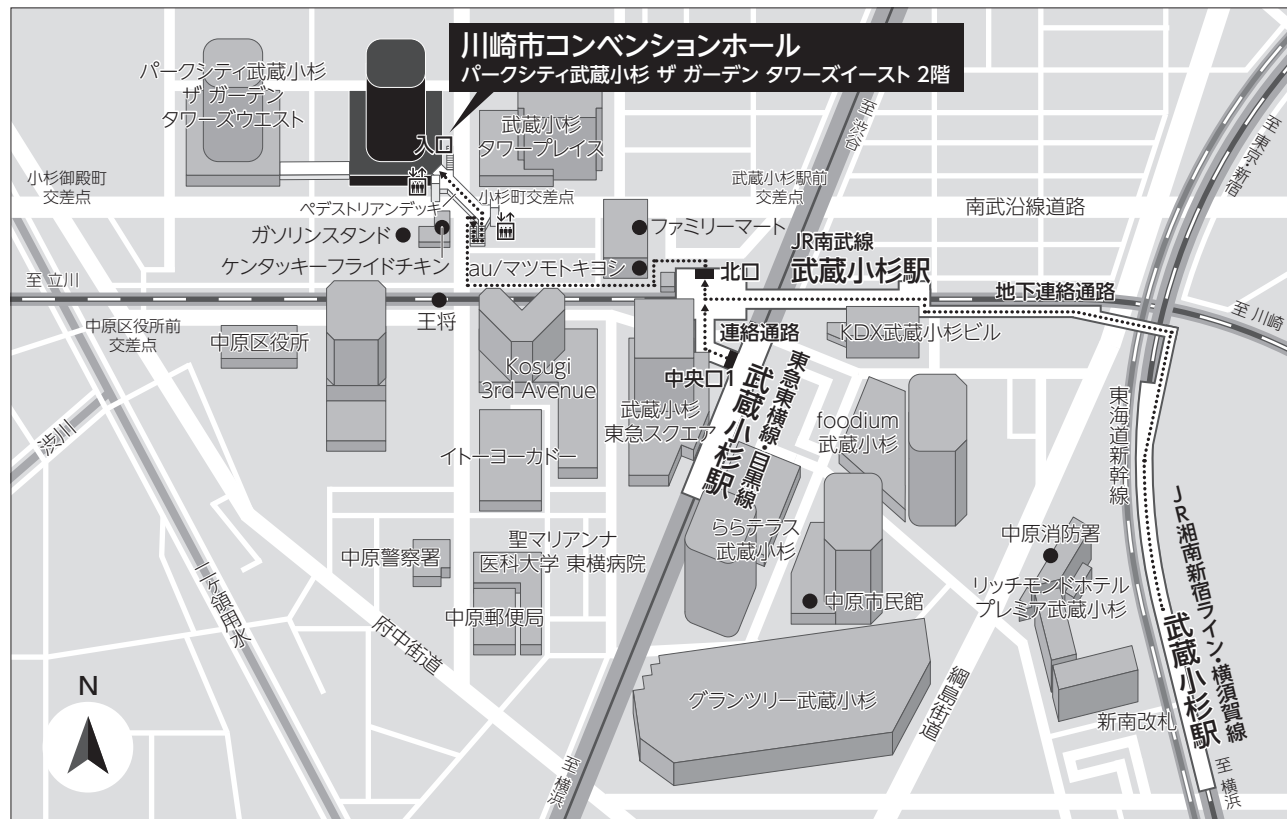 川崎市コンベンションホール
パークシティ武蔵小杉 ザ ガーデン タワーズイースト 2階
パークシティ武蔵小杉
ザ ガーデン
タワーズウエスト
入口
武蔵小杉
タワープレイス
至 渋谷
至 東京・新宿
小杉御殿町
交差点
ペデストリアンデッキ
小杉町交差点
武蔵小杉駅前
交差点
南武沿線道路
ガソリンスタンド
ファミリーマート
ケンタッキーフライドチキン
au/マツモトキヨシ
北口
JR南武線
武蔵小杉駅
至 立川
地下連絡通路
至 川崎
王将
中原区役所前
交差点
中原区役所
連絡通路
KDX武蔵小杉ビル
Kosugi
3rd Avenue
中央口1
武蔵小杉
東急スクエア
東急東横線・目黒線
武蔵小杉駅
foodium
武蔵小杉
東海道新幹線
渋川
イトーヨーカドー
ららテラス
武蔵小杉
JR湘南新宿ライン・横須賀線
武蔵小杉駅
中原消防署
聖マリアンナ
医科大学 東横病院
中原警察署
リッチモンドホテル
プレミア武蔵小杉
中原市民館
中原郵便局
二ヶ領用水
府中街道
N
グランツリー武蔵小杉
綱島街道
新南改札
至 横浜
至 横浜